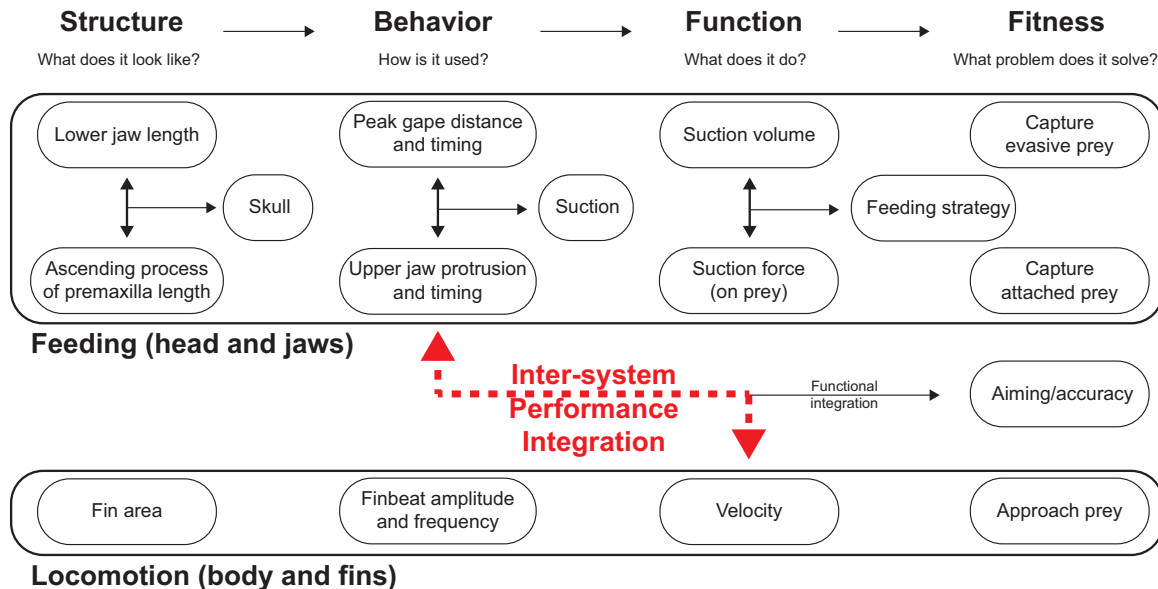 Structure
Behavior
Function
Fitness
What does it look like?
How is it used?
What does it do?
What problem does it solve?
Lower jaw length
Peak gape distance
and timing
Suction volume
Capture
evasive prey
Skull
Suction
Feeding strategy
Ascending process
of premaxilla length
Upper jaw protrusion
and timing
Suction force
(on prey)
Capture
attached prey
Feeding (head and jaws)
Inter-system
Performance
Integration
Functional
integration
Aiming/accuracy
Fin area
Finbeat amplitude
and frequency
Velocity
Approach prey
Locomotion (body and fins)